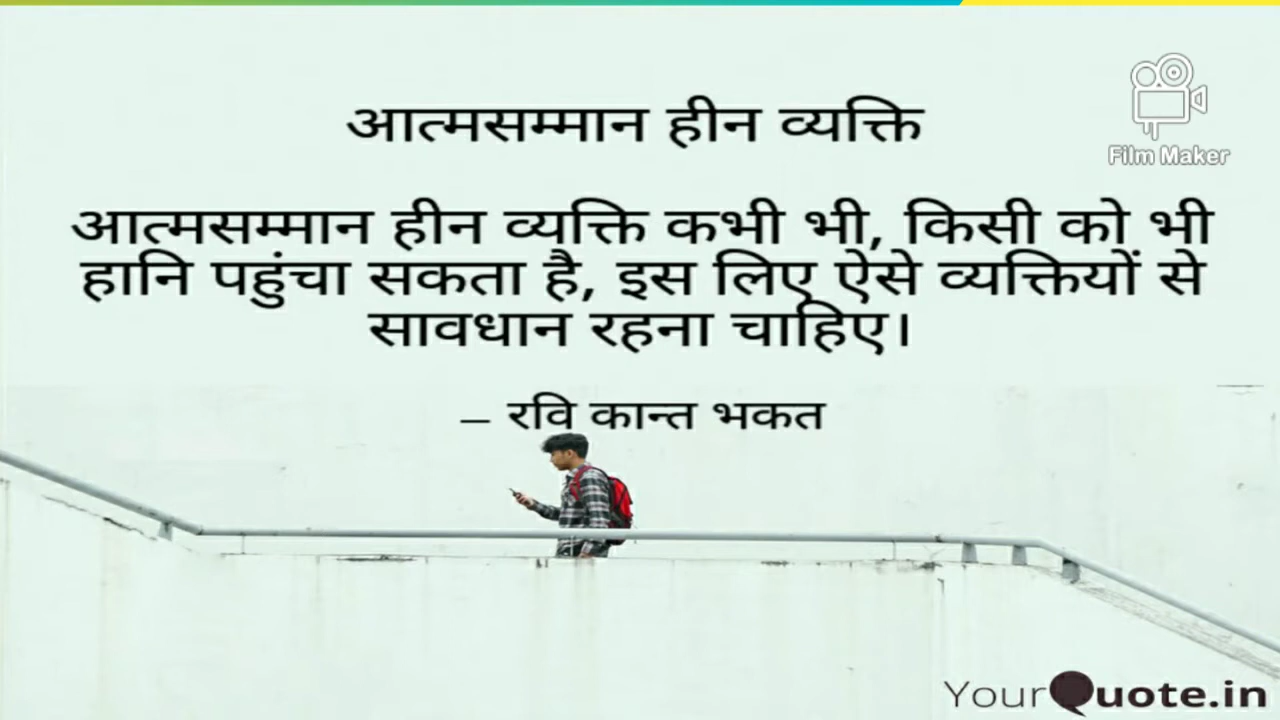 Film Maker
आत्मसम्मान हीन व्यक्ति
आत्मसम्मान हीन व्यक्ति कभी भी, किसी को भी
हानि पहुंचा सकता है, इस लिए ऐसे व्यक्तियों से
सावधान रहना चाहिए।
– रवि कान्त भकत
YourQuote.in